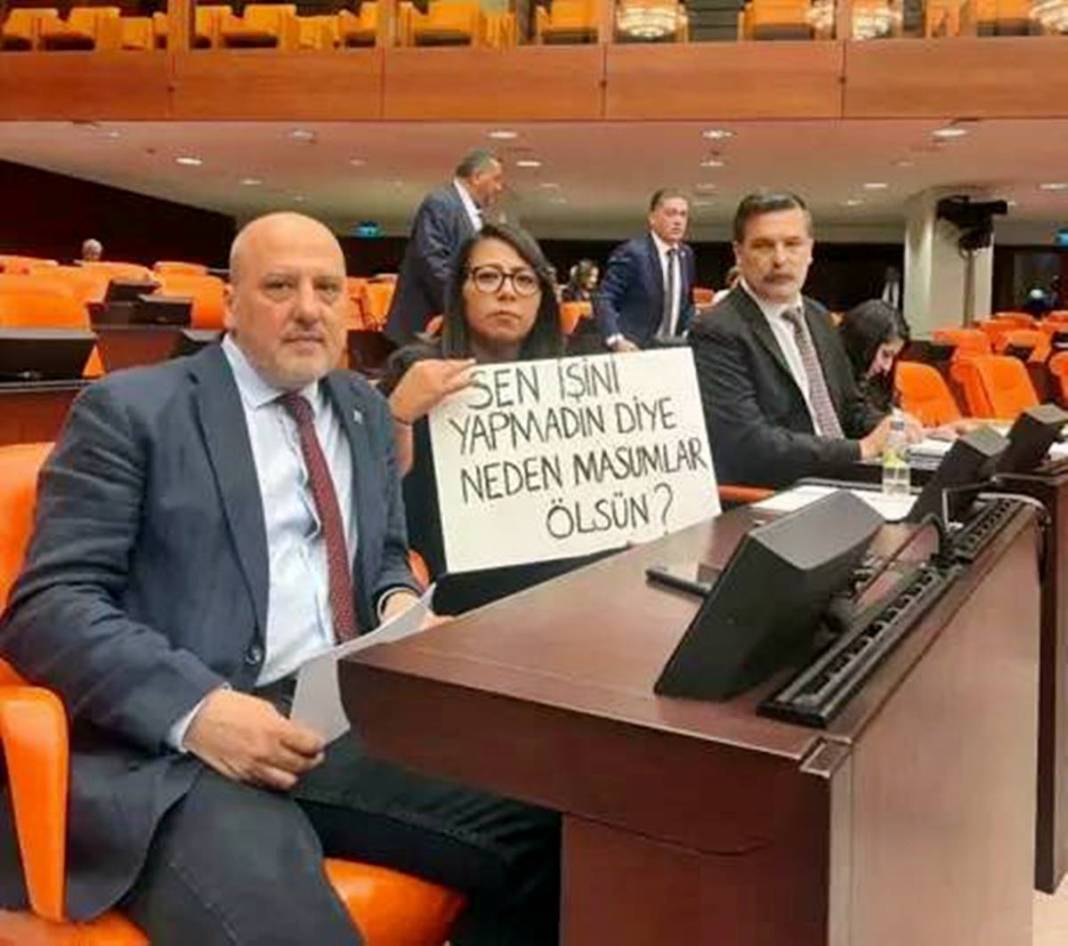 SEN İŞİNİ
YAPMADIN DİYE
NEDEN MASUMLAR
ÖLSÜN?